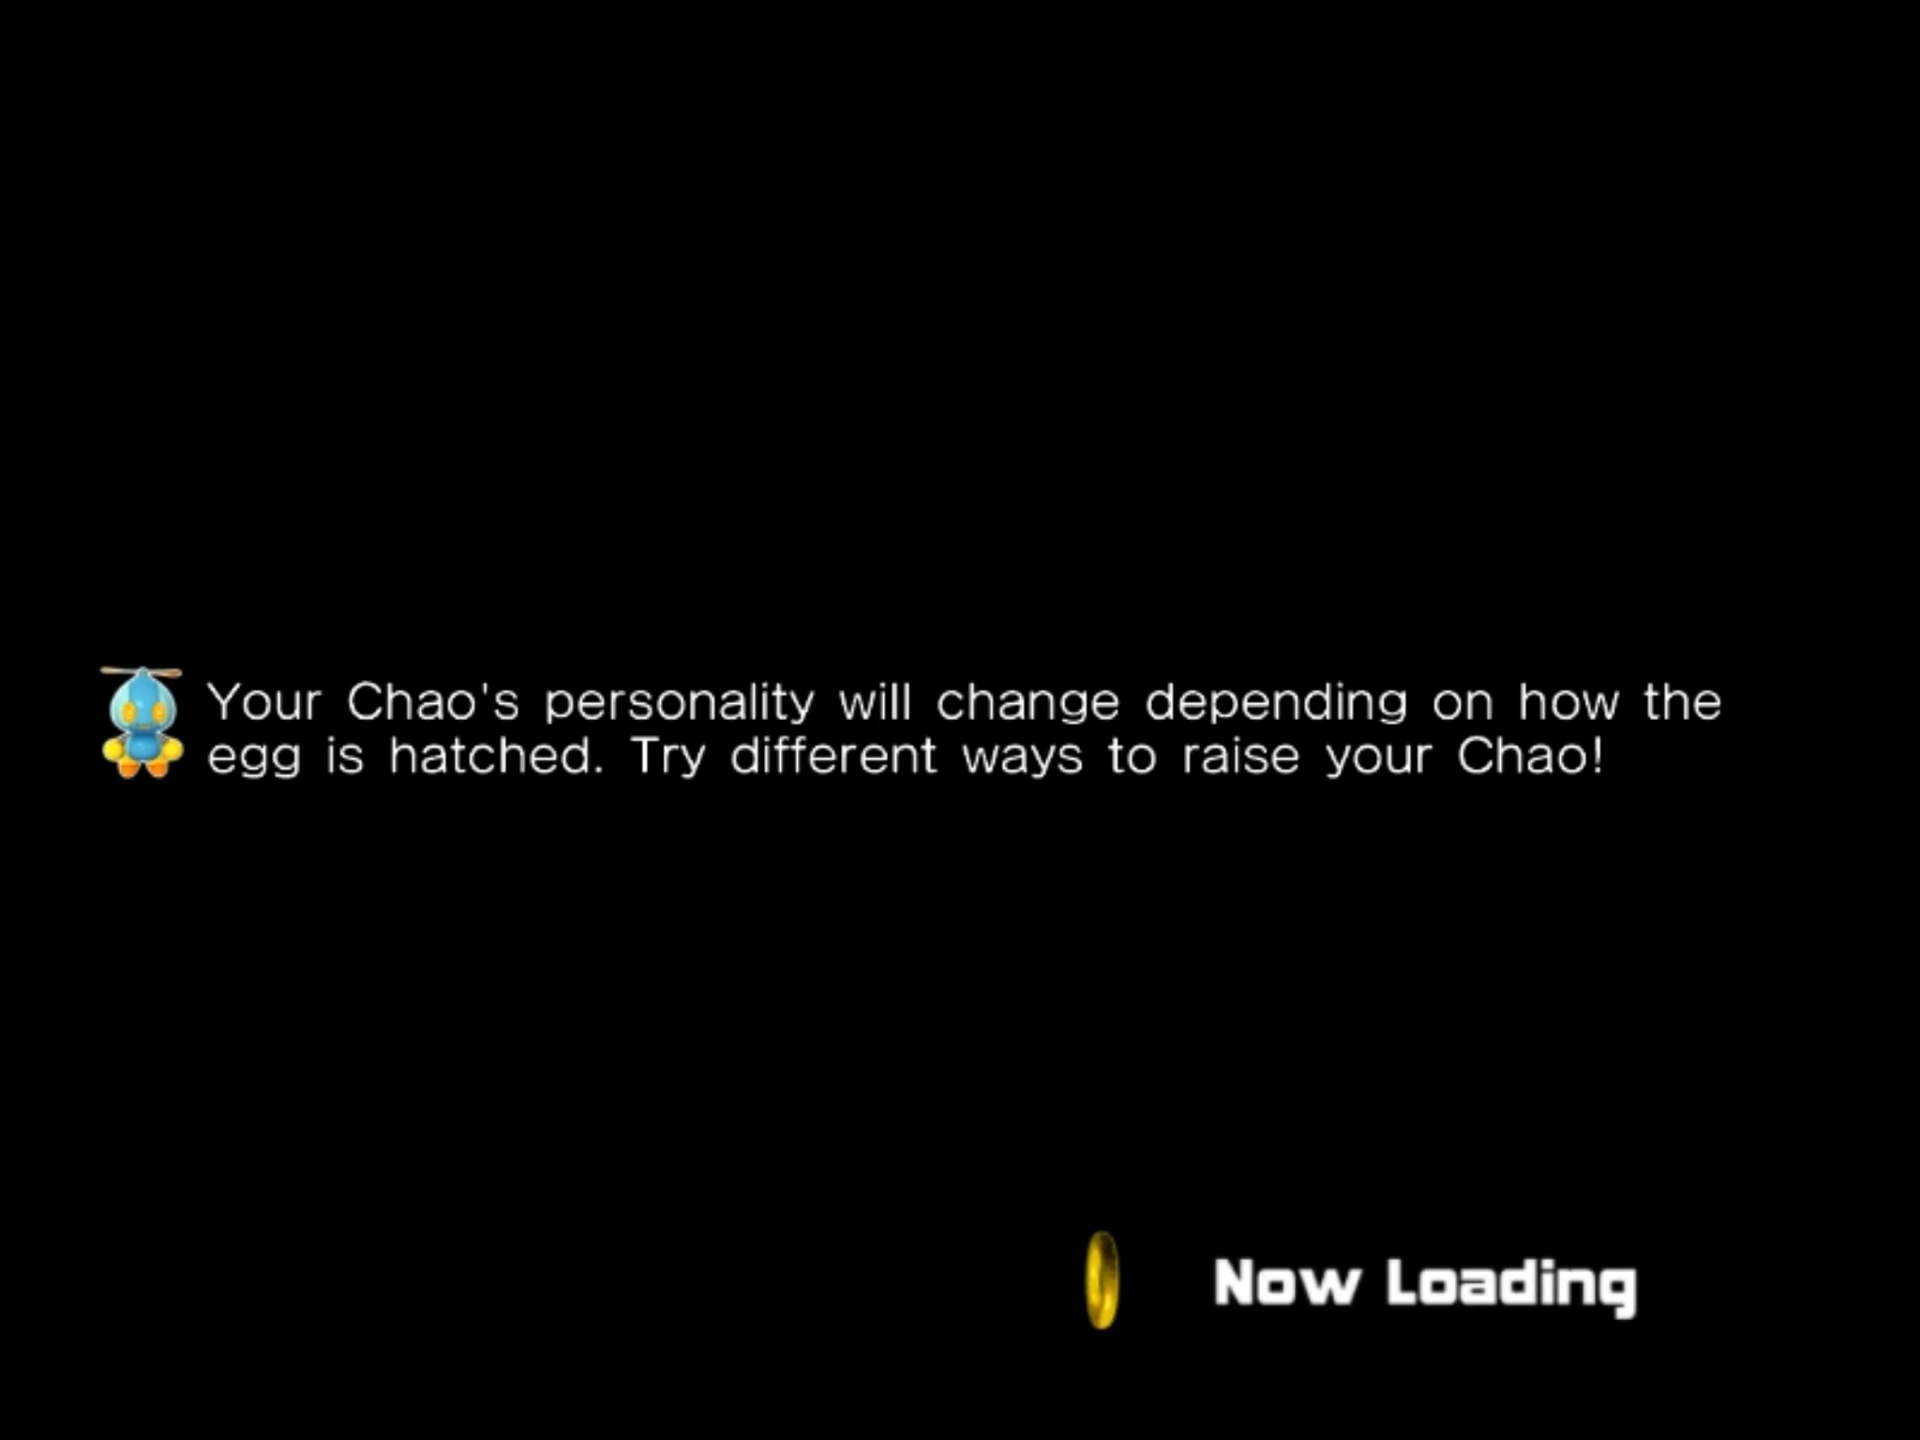 Your Chao's personality will change depending on how the
egg is hatched. Try different ways to raise your Chao!
Now Loading